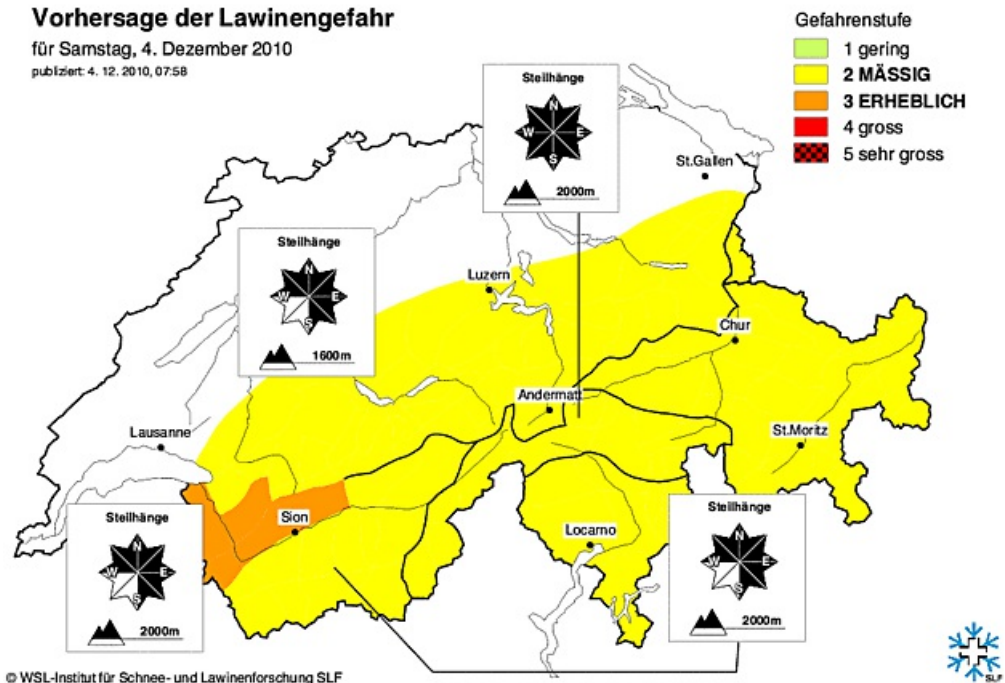 Vorhersage der Lawinengefahr
für Samstag, 4. Dezember 2010
publiziert: 4. 12. 2010, 07:58
Gefahrenstufe
1 gering
2 MÄSSIG
3 ERHEBLICH
4 gross
5 sehr gross
Steilhänge
N
W E
S
2000m
St.Gallen
Steilhänge
N
W E
S
1600m
Luzern
Chur
Andermatt
Lausanne
St.Moritz
Sion
Locarno
Steilhänge
N
W E
S
2000m
Steilhänge
N
W E
S
2000m
SLF
© WSL-Institut für Schnee- und Lawinenforschung SLF